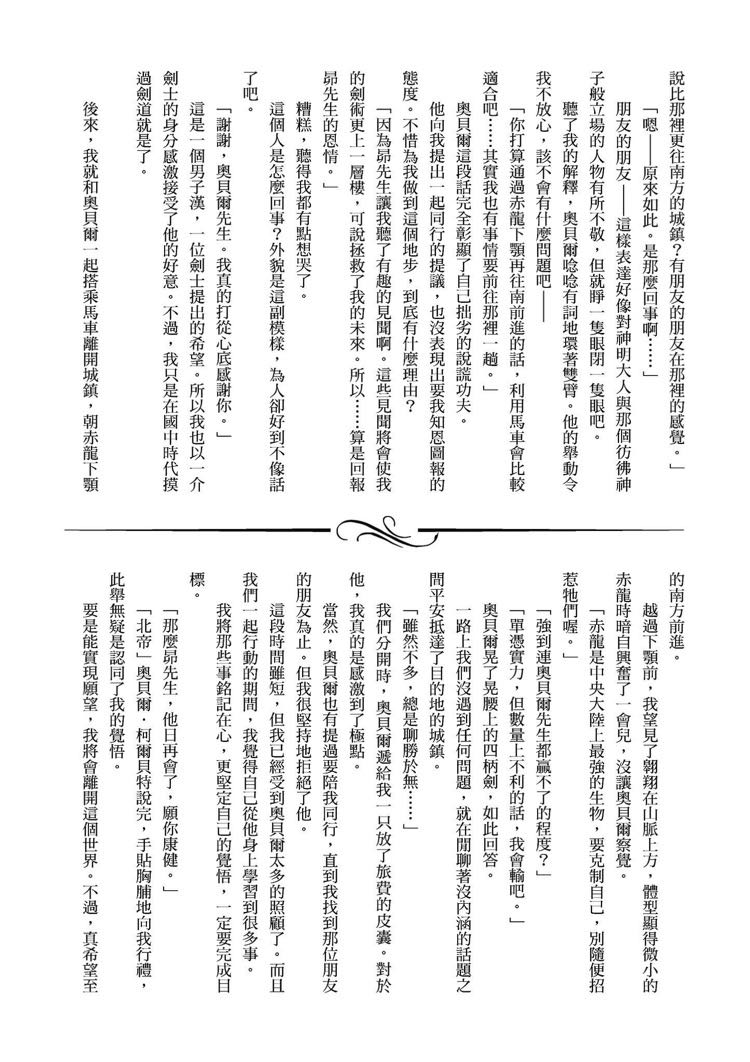 說比那裡更往南方的城鎮？有朋友的朋友在那裡的感覺。」
「嗯——原來如此。是那麼回事啊……」
朋友的朋友——這樣表達好像對神明大人與那個彷彿神
子般立場的人物有所不敬，但就睜一隻眼閉一隻眼吧。
聽了我的解釋，奧貝爾唸唸有詞地環著雙臂。他的舉動令
我不放心，該不會有什麼問題吧——
「你打算通過赤龍下顎再往南前進的話，利用馬車會比較
適合吧……其實我也有事情要前往那裡一趟。」
奧貝爾這段話完全彰顯了自己拙劣的說謊功夫。
他向我提出一起同行的提議，也沒表現出要我知恩圖報的
態度。不惜為我做到這個地步，到底有什麼理由？
「因為昂先生讓我聽了有趣的見聞啊。這些見聞將會使我
的劍術更上一層樓，可說拯救了我的未來。所以……算是回報
昂先生的恩情。」
糟糕，聽得我都有點想哭了。
這個人是怎麼回事？外貌是這副模樣，為人卻好到不像話
了吧。
「謝謝，奧貝爾先生。我真的打從心底感謝你。」
這是一個男子漢，一位劍士提出的希望。所以我也以一介
劍士的身分感激接受了他的好意。不過，我只是在國中時代摸
過劍道就是了。
後來，我就和奧貝爾一起搭乘馬車離開城鎮，朝赤龍下顎
的南方前進。
越過下顎前，我望見了翱翔在山脈上方，體型顯得微小的
赤龍時暗自興奮了一會兒，沒讓奧貝爾察覺。
「赤龍是中央大陸上最強的生物，要克制自己，別隨便招
惹牠們喔。」
「強到連奧貝爾先生都贏不了的程度？」
「單憑實力，但數量上不利的話，我會輸吧。」
奧貝爾晃了晃腰上的四柄劍，如此回答。
一路上我們沒遇到任何問題，就在閒聊著沒內涵的話題之
間平安抵達了目的地的城鎮。
「雖然不多，總是聊勝於無……」
我們分開時，奧貝爾遞給我一只放了旅費的皮囊。對於
他，我真的是感激到了極點。
當然，奧貝爾也有提過要陪我同行，直到我找到那位朋友
的朋友為止。但我很堅持地拒絕了他。
這段時間雖短，但我已經受到奧貝爾太多的照顧了。而且
我們一起行動的期間，我覺得自己從他身上學習到很多事。
我將那些事銘記在心，更堅定自己的覺悟，一定要完成目
標。
「那麼昂先生，他日再會了，願你康健。」
「北帝」奧貝爾．柯爾貝特說完，手貼胸脯地向我行禮，
此舉無疑是認同了我的覺悟。
要是能實現願望，我將會離開這個世界。不過，真希望至